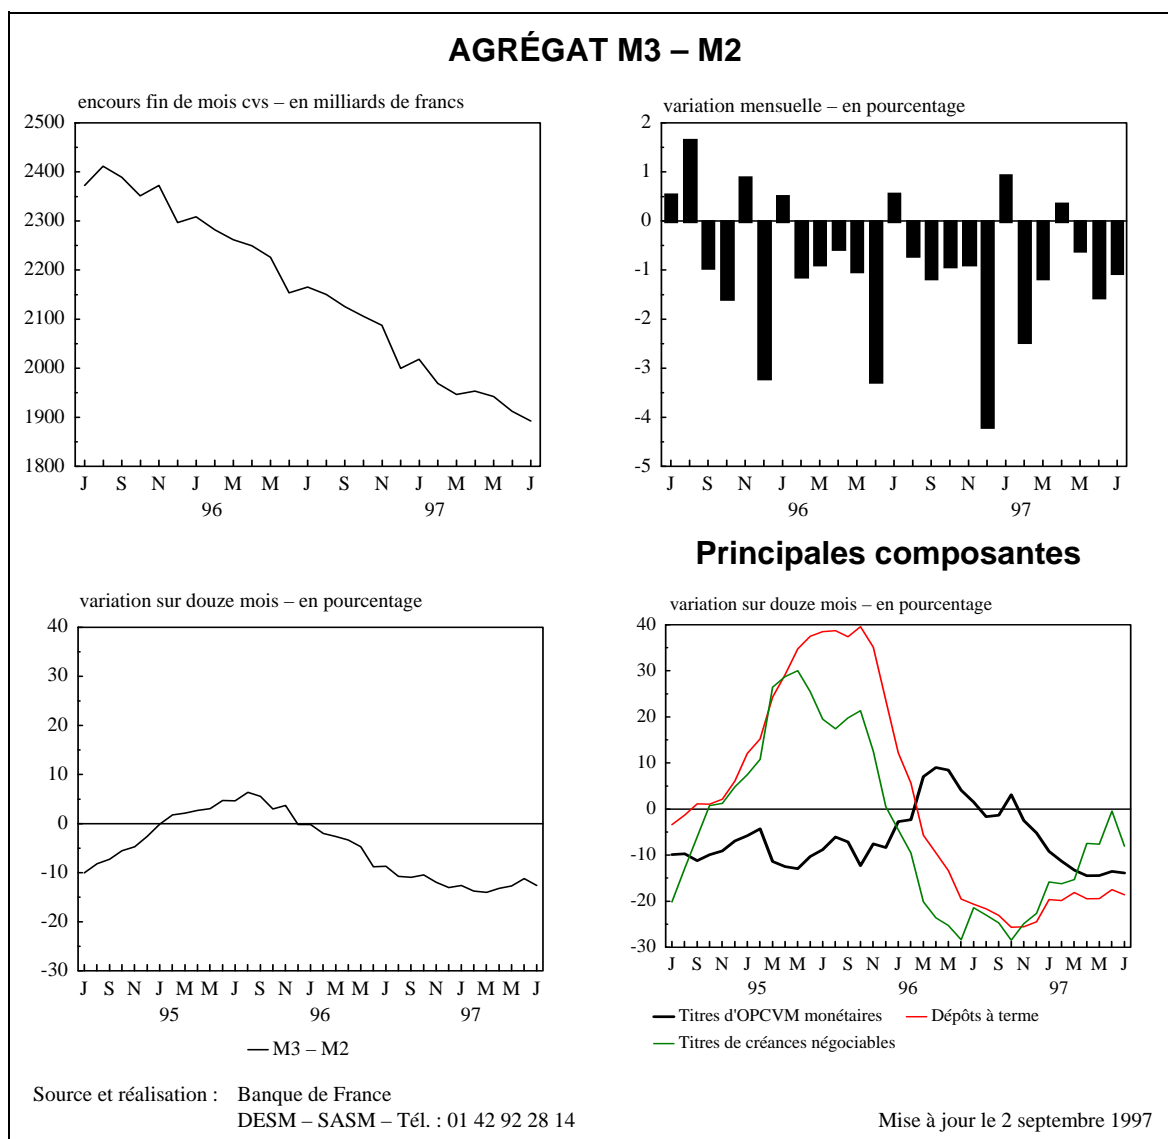 AGRÉGAT M3 – M2
encours fin de mois cvs – en milliards de francs
2500
2400
2300
2200
2100
2000
1900
1800
J S N J M M J S N J M M J
96 97
variation mensuelle – en pourcentage
2
1
0
-1
-2
-3
-4
-5
J S N J M M J S N J M M J
96 97
variation sur douze mois – en pourcentage
40
30
20
10
0
-10
-20
-30
J S N J M M J S N J M M J S N J M M J
95 96 97
M3 – M2
Principales composantes
variation sur douze mois – en pourcentage
40
30
20
10
0
-10
-20
-30
J S N J M M J S N J M M J S N J M M J
95 96 97
Titres d'OPCVM monétaires Dépôts à terme
Titres de créances négociables
Source et réalisation : Banque de France
DESM – SASM – Tél. : 01 42 92 28 14
Mise à jour le 2 septembre 1997